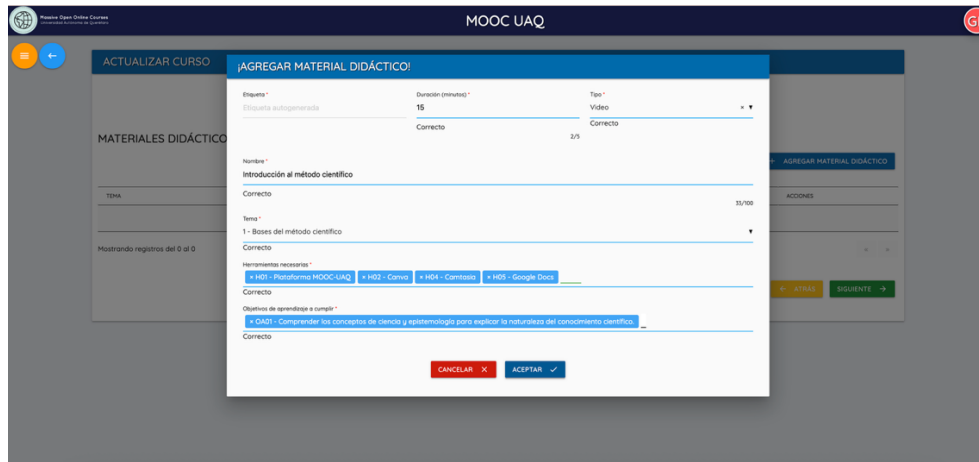 Massive Open Online Courses
Universidad Autónoma de Querétaro
MOOC UAQ
ACTUALIZAR CURSO
¡AGREGAR MATERIAL DIDÁCTICO!
Etiqueta *
Duración (minutos) *
Tipo *
Etiqueta autogenerada
15
Video × ▼
Correcto
Correcto
2/5
MATERIALES DIDÁCTICO
+ AGREGAR MATERIAL DIDÁCTICO
Nombre *
Introducción al método científico
Correcto
33/100
TEMA
ACCIONES
Tema *
1 - Bases del método científico
Correcto
Mostrando registros del 0 al 0
Herramientas necesarias *
× H01 - Plataforma MOOC-UAQ × H02 - Canva × H04 - Camtasia × H05 - Google Docs
Correcto
← ATRÁS SIGUIENTE →
Objetivos de aprendizaje a cumplir *
× OA01 - Comprender los conceptos de ciencia y epistemología para explicar la naturaleza del conocimiento científico.
Correcto
CANCELAR ×
ACEPTAR ✓